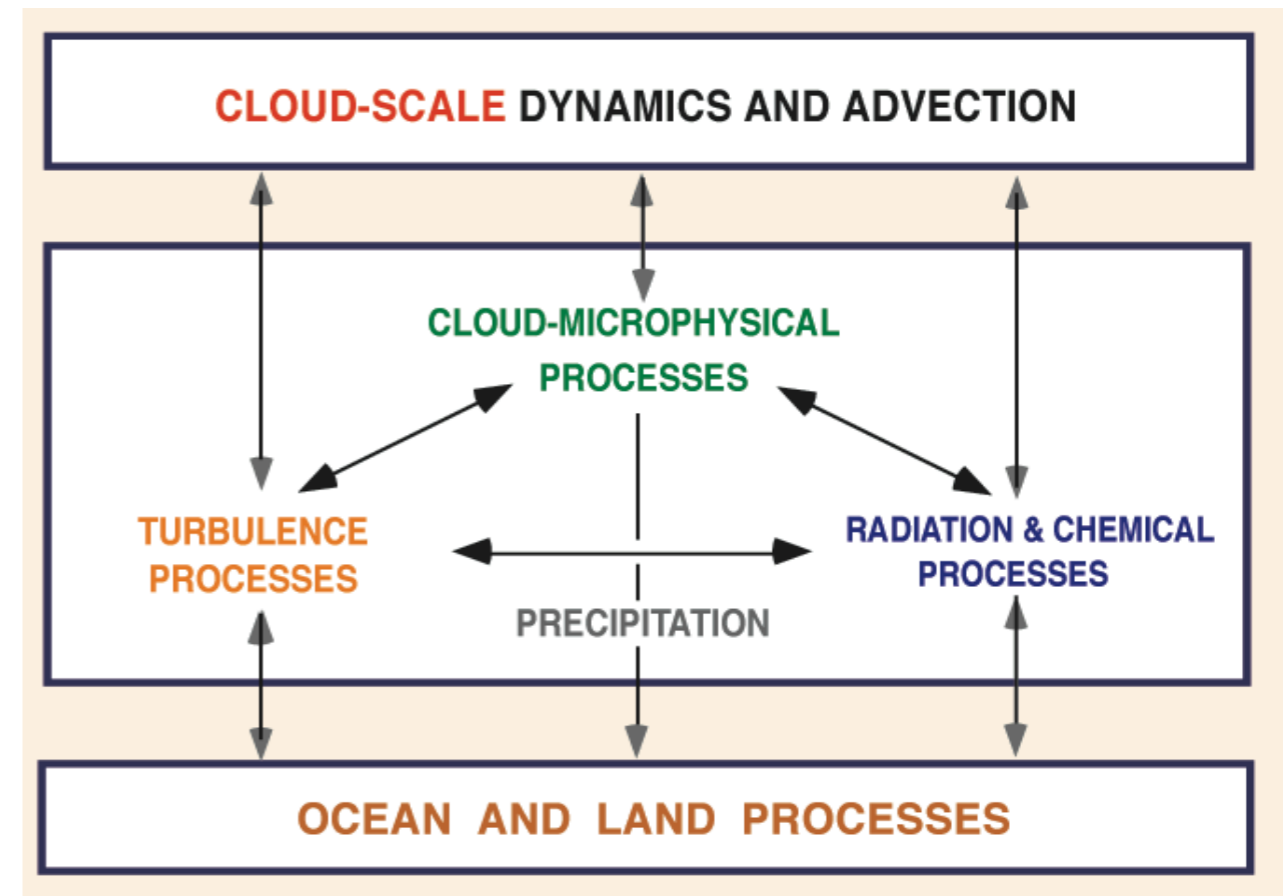 CLOUD-SCALE DYNAMICS AND ADVECTION
CLOUD-MICROPHYSICAL
PROCESSES
TURBULENCE
PROCESSES
RADIATION & CHEMICAL
PROCESSES
PRECIPITATION
OCEAN AND LAND PROCESSES